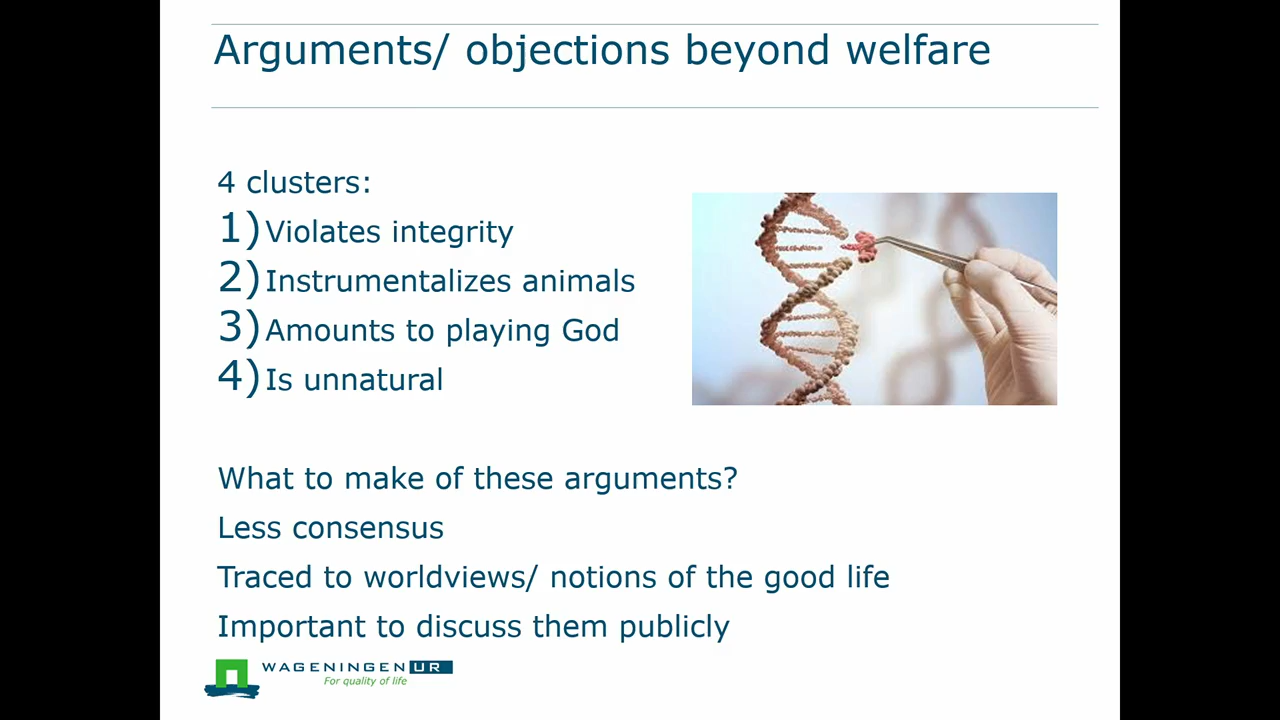 Arguments/ objections beyond welfare
4 clusters:
1) Violates integrity
2) Instrumentalizes animals
3) Amounts to playing God
4) Is unnatural
What to make of these arguments?
Less consensus
Traced to worldviews/ notions of the good life
Important to discuss them publicly
WAGENINGEN UR
For quality of life